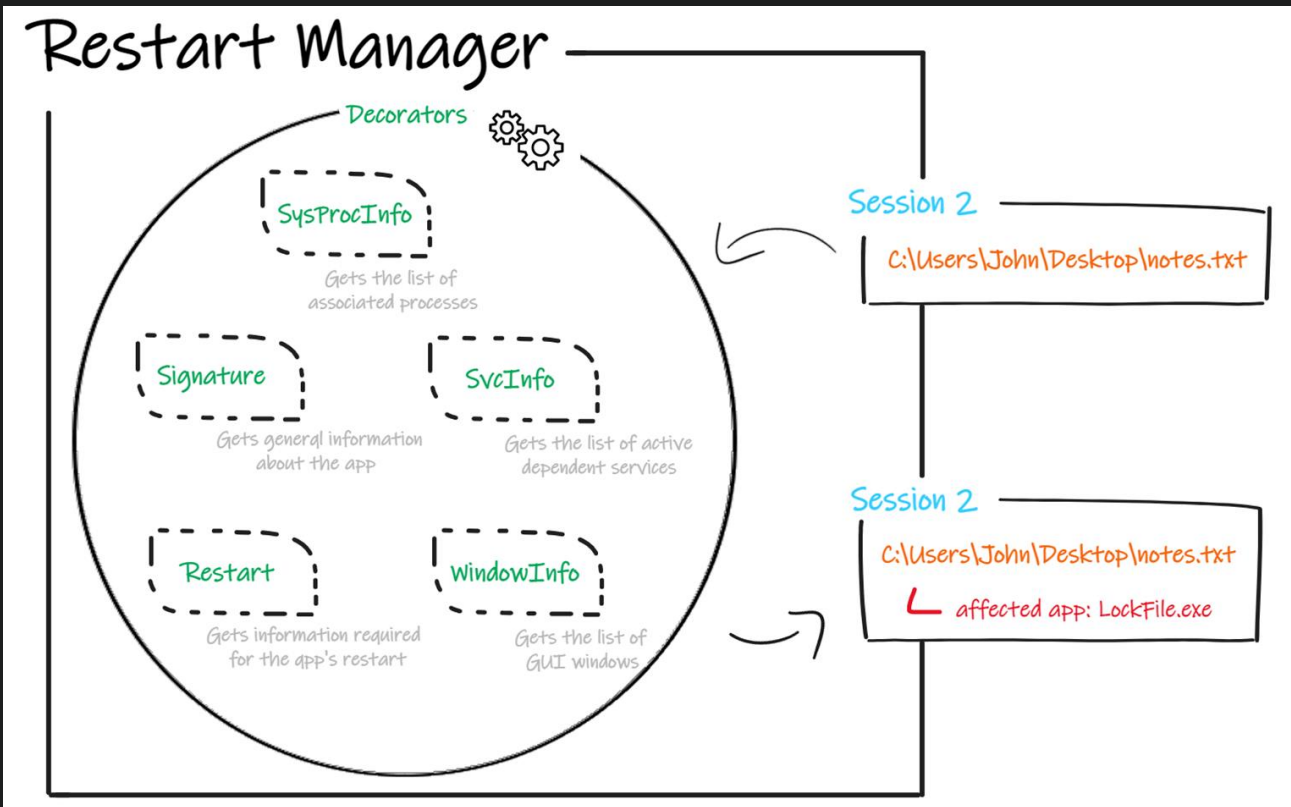 Restart Manager
Decorators
SysProcInfo
Gets the list of
associated processes
Signature
Gets general information
about the app
SvcInfo
Gets the list of active
dependent services
Restart
Gets information required
for the app's restart
WindowInfo
Gets the list of
GUI windows
Session 2
C:\Users\John\Desktop\notes.txt
Session 2
C:\Users\John\Desktop\notes.txt
affected app: LockFile.exe